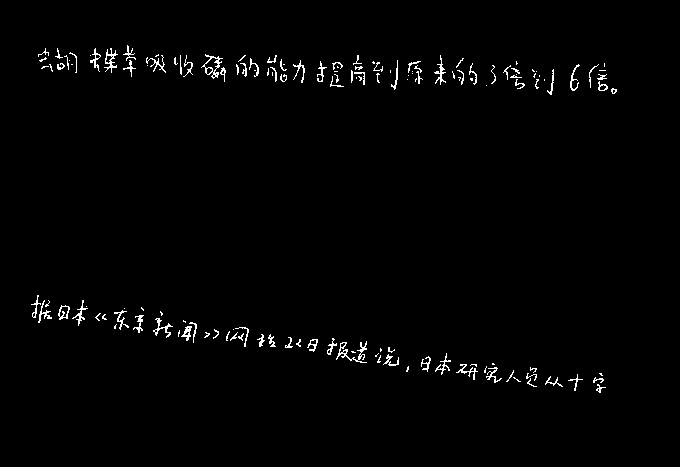 蝴蝶草吸收磷的能力提高到原来的3倍到6倍。
据日本《东京新闻》网站22日报道说,日本研究人员从十字